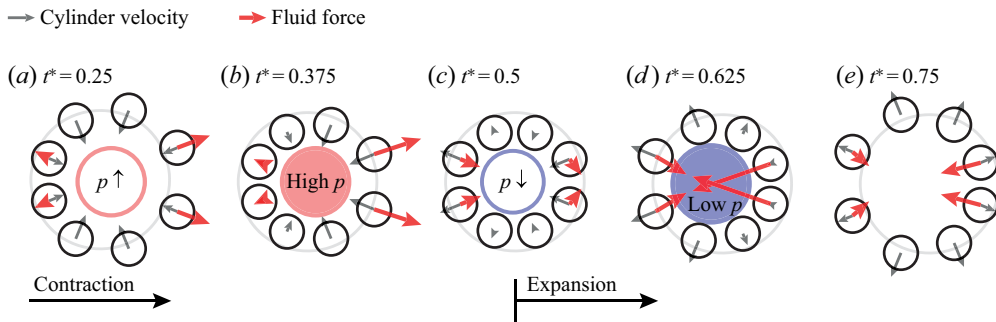 Cylinder velocity Fluid force
(a) t* = 0.25 (b) t* = 0.375 (c) t* = 0.5 (d) t* = 0.625 (e) t* = 0.75
p ↑ High p p ↓ Low p
Contraction Expansion